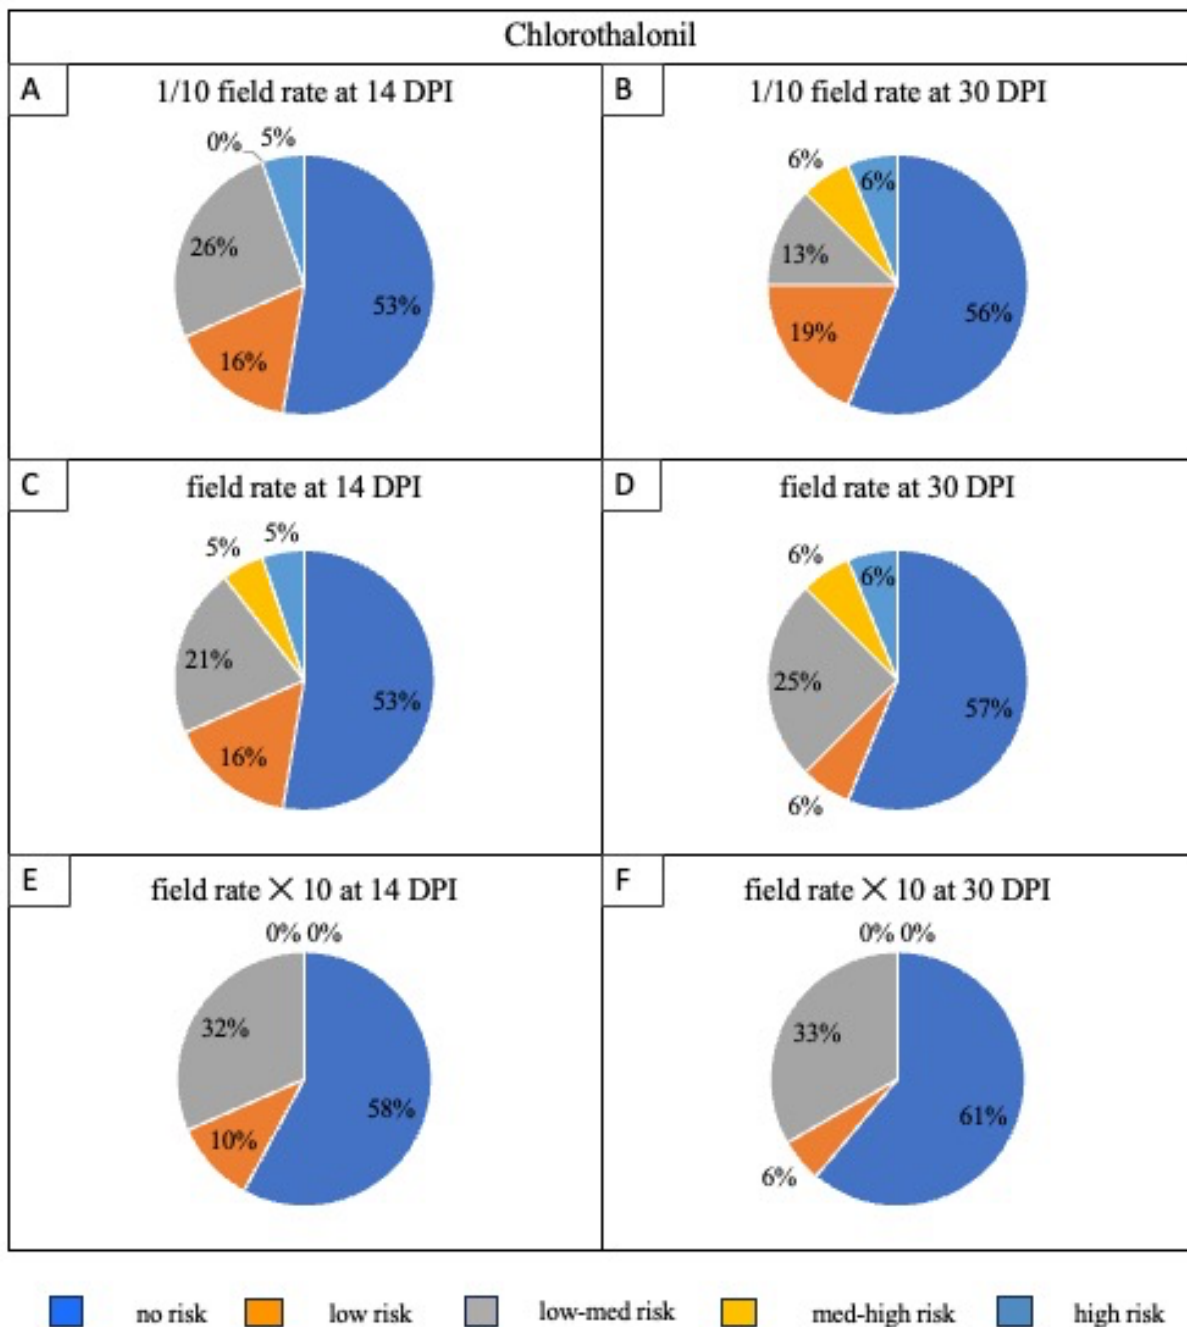 Chlorothalonil
A
1/10 field rate at 14 DPI
0% 5%
26%
53%
16%
B
1/10 field rate at 30 DPI
6%
6%
13%
56%
19%
C
field rate at 14 DPI
5%
5%
21%
53%
16%
D
field rate at 30 DPI
6%
6%
25%
57%
6%
E
field rate × 10 at 14 DPI
0% 0%
32%
58%
10%
F
field rate × 10 at 30 DPI
0% 0%
33%
61%
6%
no risk low risk low-med risk med-high risk high risk